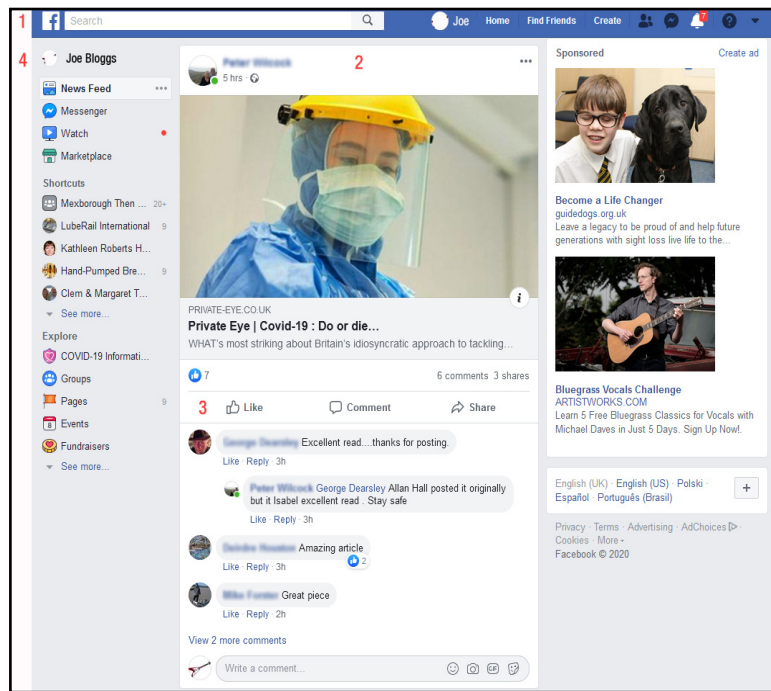 1
f
Search
Joe
Home
Find Friends
Create
7
?
4
Joe Bloggs
News Feed
Messenger
Watch
Marketplace
Shortcuts
Mexborough Then ... 20+
LubeRail International 9
Kathleen Roberts H...
Hand-Pumped Bre... 9
Clem & Margaret T...
See more...
Explore
COVID-19 Informati...
Groups
Pages 9
8 Events
Fundraisers
See more...
2
5 hrs ·
i
PRIVATE-EYE.CO.UK
Private Eye | Covid-19 : Do or die...
WHAT's most striking about Britain's idiosyncratic approach to tackling...
7
6 comments 3 shares
3
Like
Comment
Share
Excellent read....thanks for posting.
Like · Reply · 3h
George Dearsley Allan Hall posted it originally
but it Isabel excellent read . Stay safe
Like · Reply · 3h
Amazing article
2
Like · Reply · 3h
Great piece
Like · Reply · 2h
View 2 more comments
Write a comment...
GIF
Sponsored
Create ad
Become a Life Changer
guidedogs.org.uk
Leave a legacy to be proud of and help future
generations with sight loss live life to the...
Bluegrass Vocals Challenge
ARTISTWORKS.COM
Learn 5 Free Bluegrass Classics for Vocals with
Michael Daves in Just 5 Days. Sign Up Now!.
English (UK) · English (US) · Polski ·
Español · Português (Brasil)
+
Privacy · Terms · Advertising · AdChoices ·
Cookies · More
Facebook © 2020